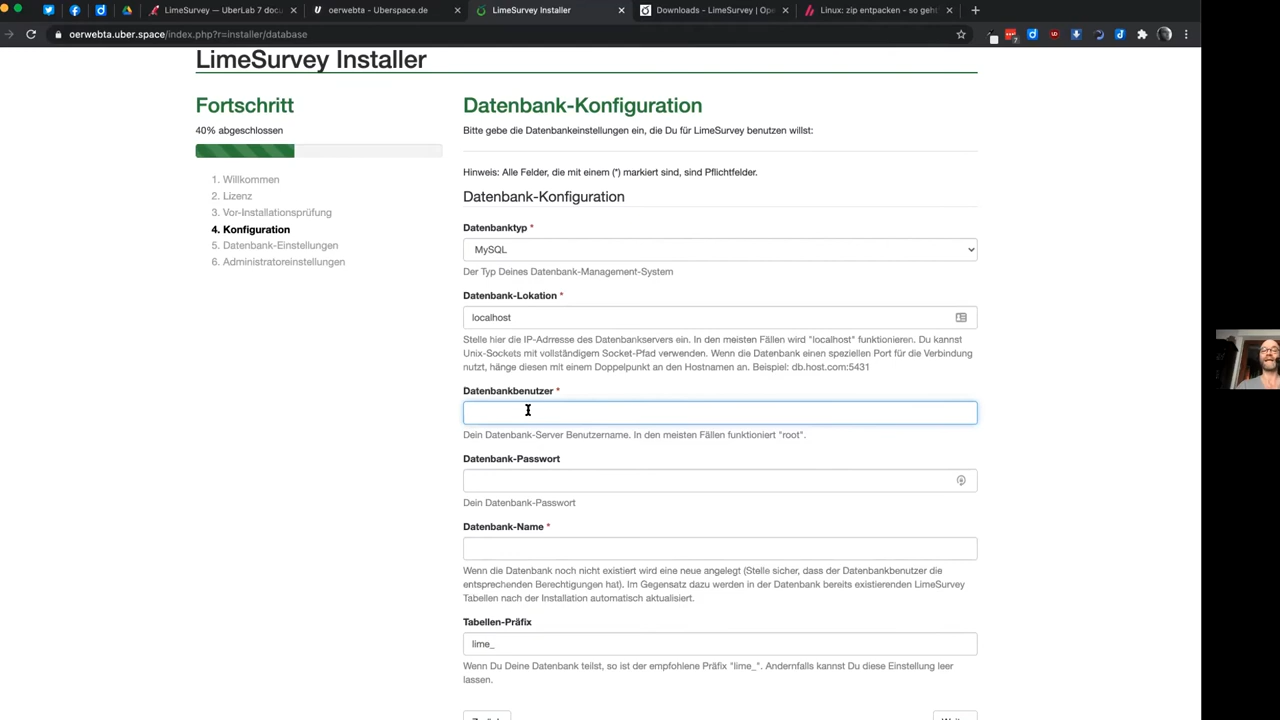 LimeSurvey — UberLab 7 docu
oerwebta - Uberspace.de
LimeSurvey Installer
Downloads - LimeSurvey | Ope
Linux: zip entpacken - so geht
oerwebta.uber.space/index.php?r=installer/database
LimeSurvey Installer
Fortschritt
40% abgeschlossen
1. Willkommen
2. Lizenz
3. Vor-Installationsprüfung
4. Konfiguration
5. Datenbank-Einstellungen
6. Administratoreinstellungen
Datenbank-Konfiguration
Bitte gebe die Datenbankeinstellungen ein, die Du für LimeSurvey benutzen willst:
Hinweis: Alle Felder, die mit einem (*) markiert sind, sind Pflichtfelder.
Datenbank-Konfiguration
Datenbanktyp *
MySQL
Der Typ Deines Datenbank-Management-System
Datenbank-Lokation *
localhost
Stelle hier die IP-Adrresse des Datenbankservers ein. In den meisten Fällen wird "localhost" funktionieren. Du kannst
Unix-Sockets mit vollständigem Socket-Pfad verwenden. Wenn die Datenbank einen speziellen Port für die Verbindung
nutzt, hänge diesen mit einem Doppelpunkt an den Hostnamen an. Beispiel: db.host.com:5431
Datenbankbenutzer *
Dein Datenbank-Server Benutzername. In den meisten Fällen funktioniert "root".
Datenbank-Passwort
Dein Datenbank-Passwort
Datenbank-Name *
Wenn die Datenbank noch nicht existiert wird eine neue angelegt (Stelle sicher, dass der Datenbankbenutzer die
entsprechenden Berechtigungen hat). Im Gegensatz dazu werden in der Datenbank bereits existierenden LimeSurvey
Tabellen nach der Installation automatisch aktualisiert.
Tabellen-Präfix
lime_
Wenn Du Deine Datenbank teilst, so ist der empfohlene Präfix "lime_". Andernfalls kannst Du diese Einstellung leer
lassen.